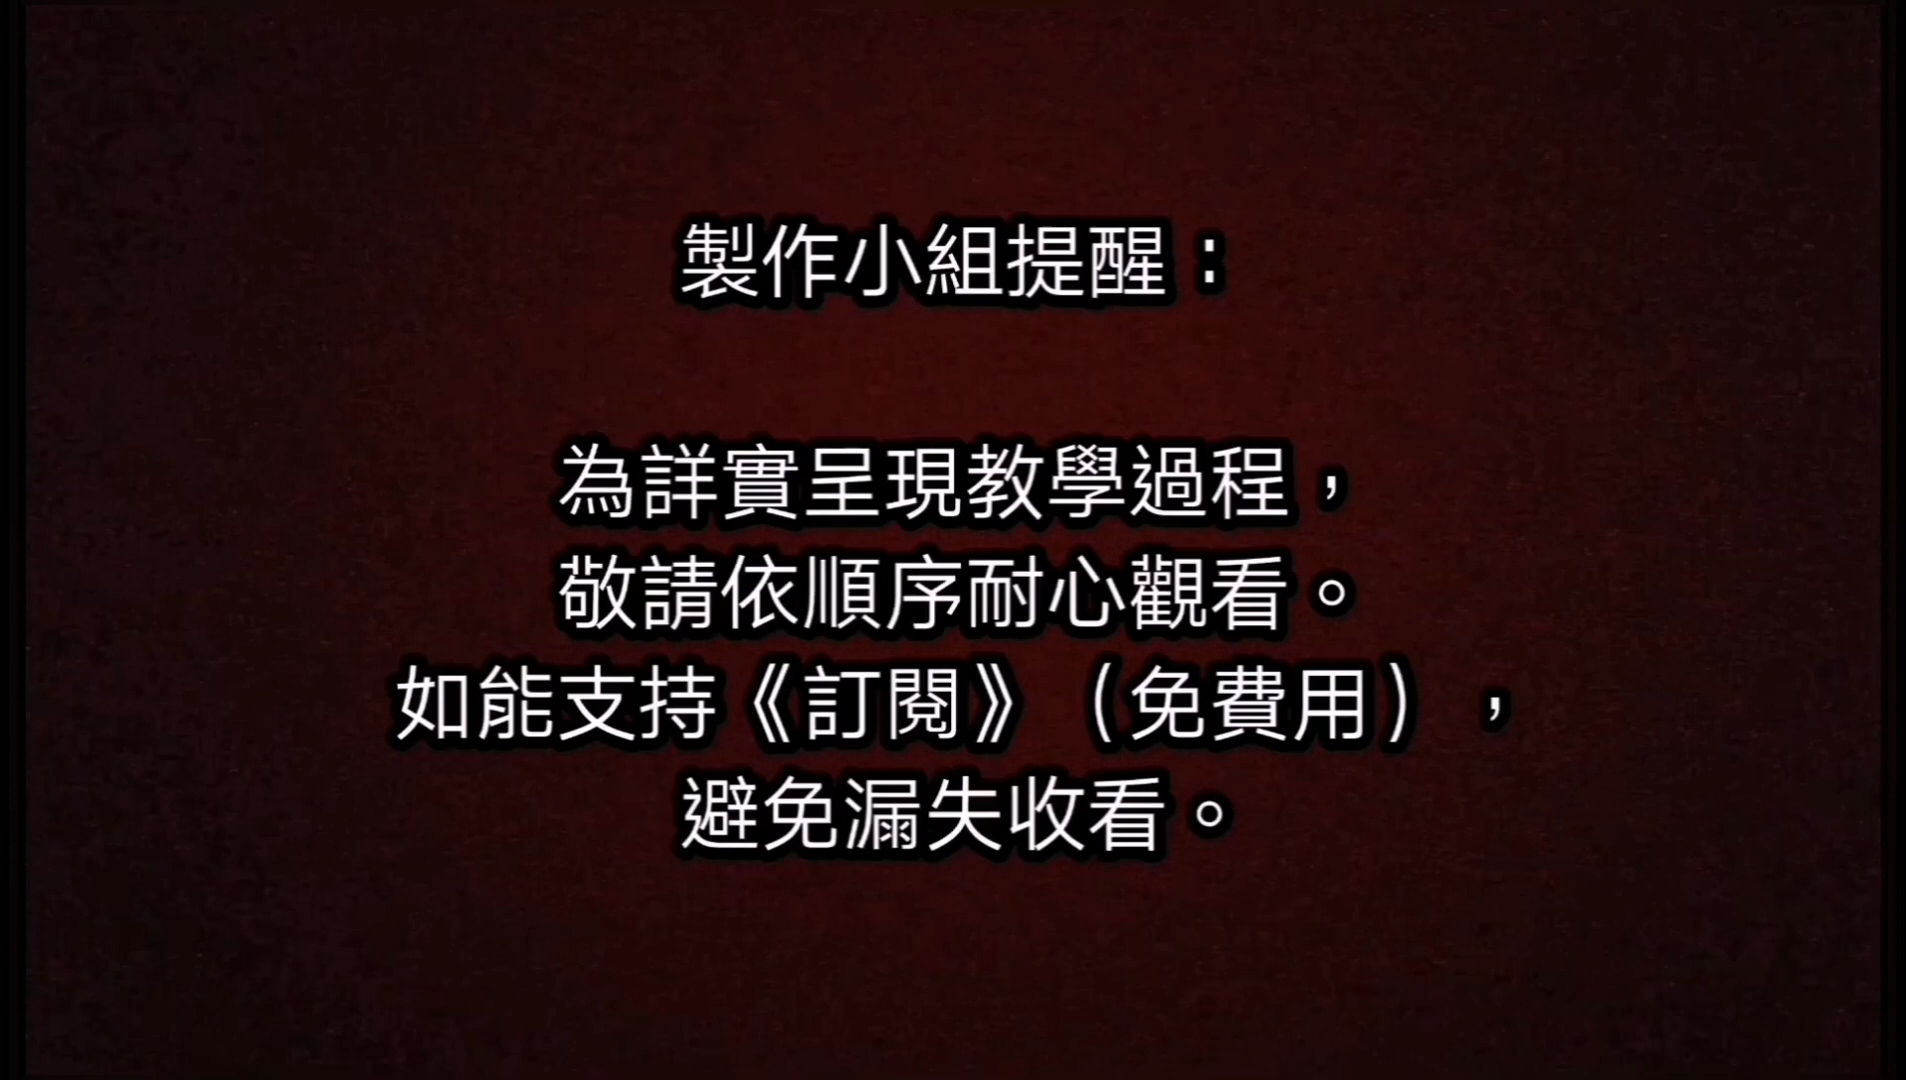 製作小組提醒：
為詳實呈現教學過程，
敬請依順序耐心觀看。
如能支持《訂閱》（免費用），
避免漏失收看。